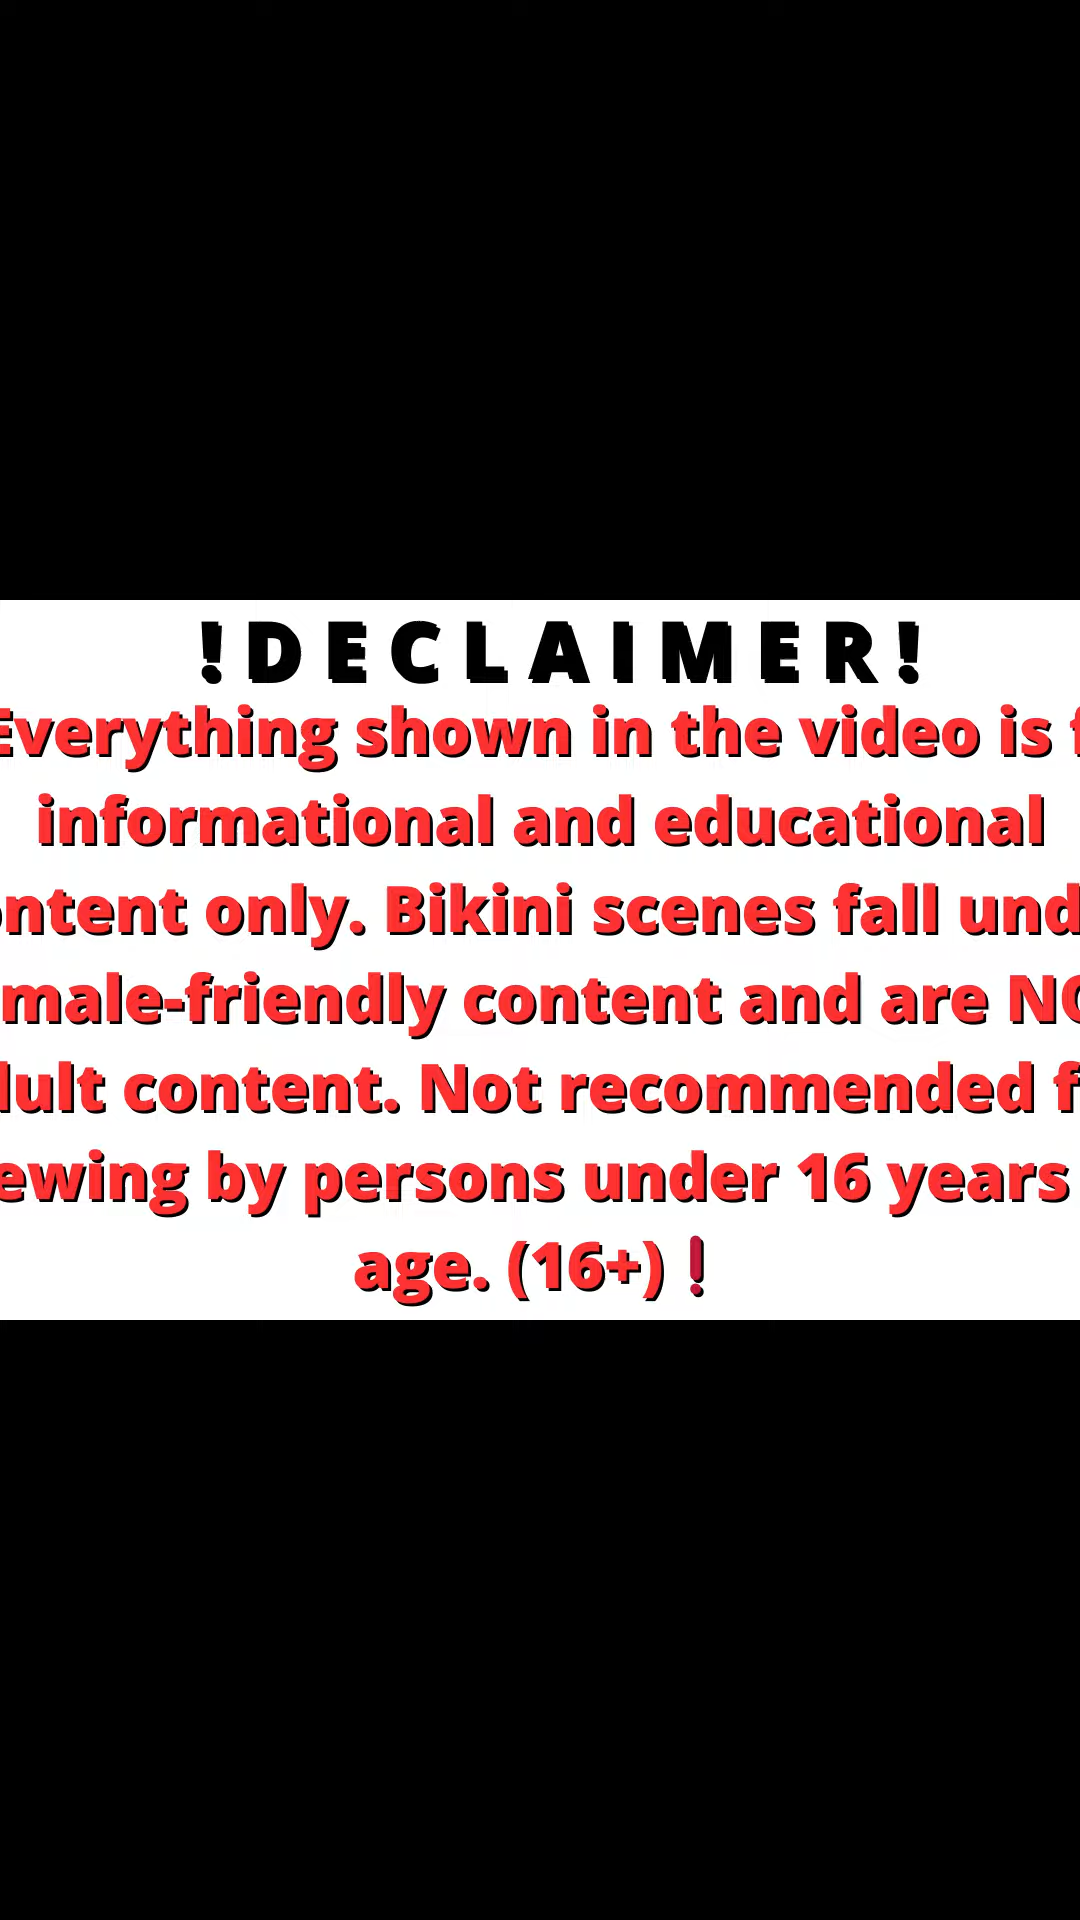 !DECLAIMER!
Everything shown in the video is f
informational and educational
ntent only. Bikini scenes fall und
male-friendly content and are NO
ult content. Not recommended f
ewing by persons under 16 years
age. (16+)❗